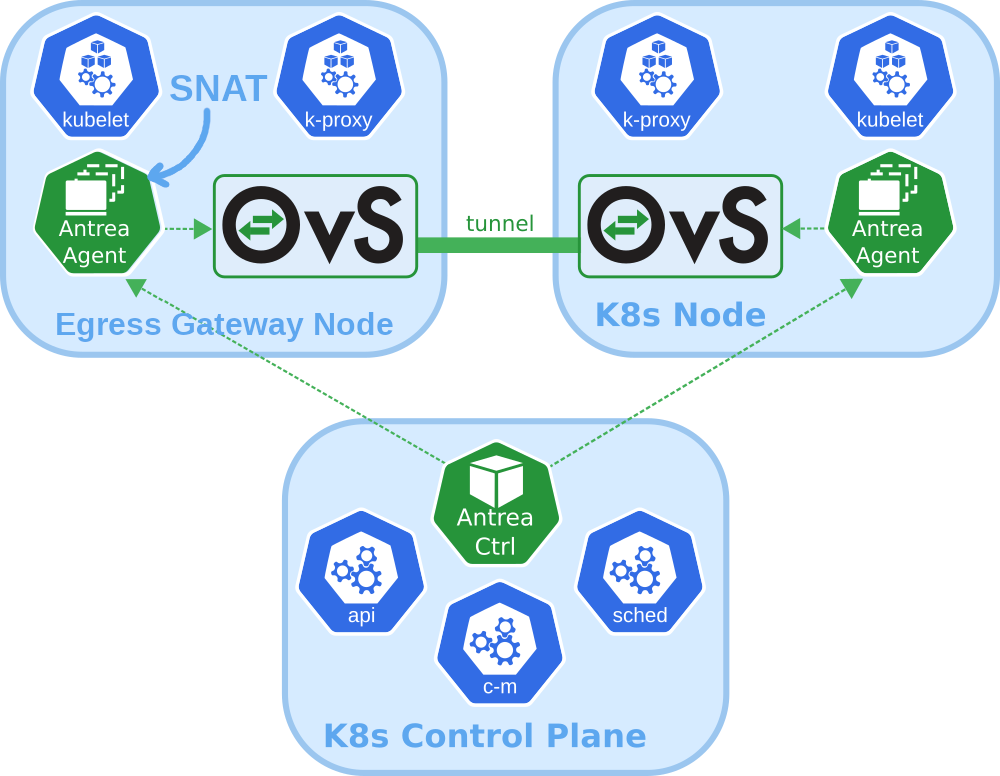 kubelet
SNAT
k-proxy
Antrea
Agent
OvS
Egress Gateway Node
tunnel
k-proxy
kubelet
OvS
Antrea
Agent
K8s Node
Antrea
Ctrl
api
sched
c-m
K8s Control Plane